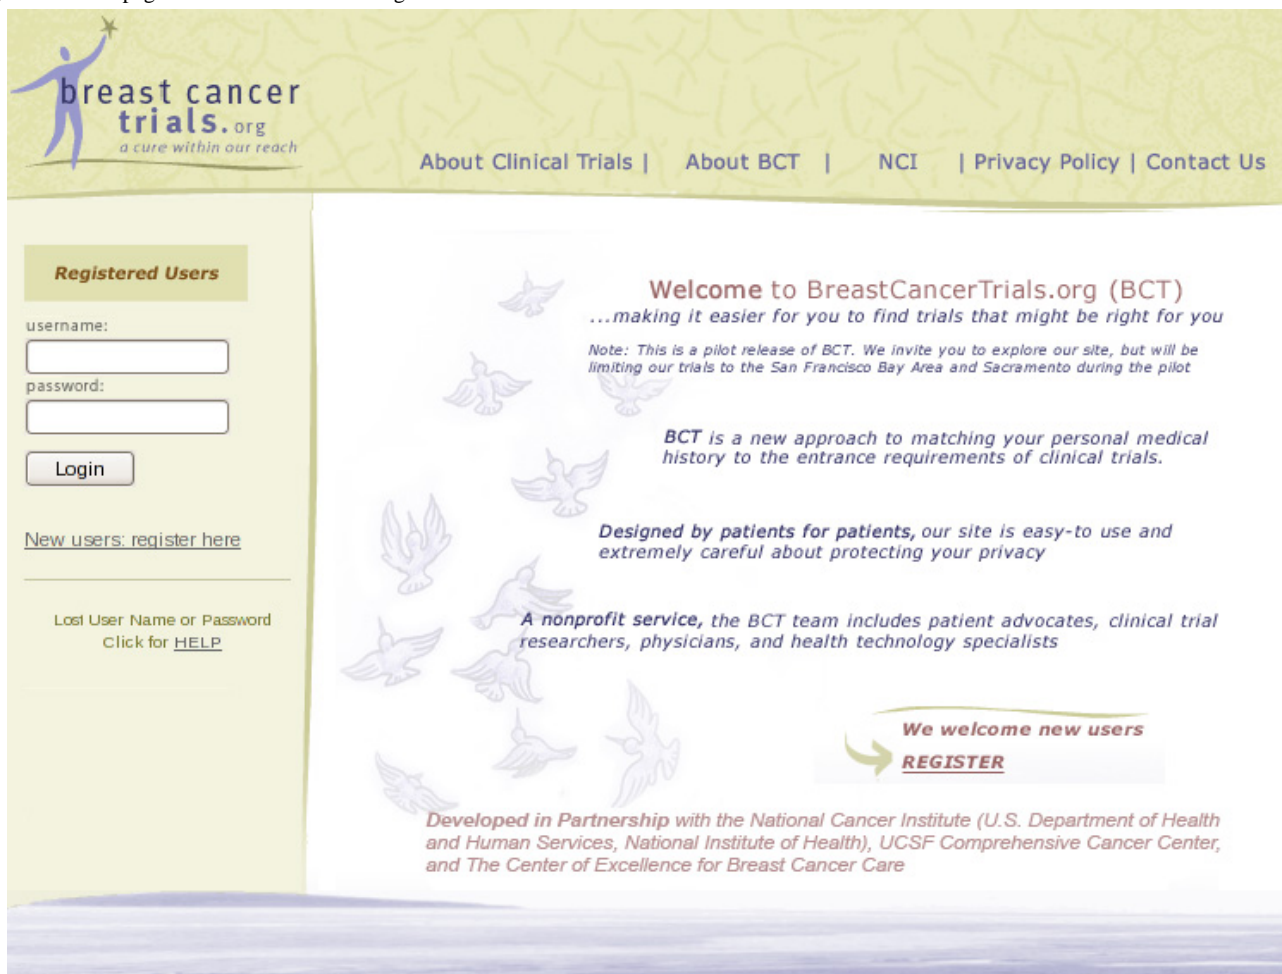 breast cancer
trials.org
a cure within our reach
About Clinical Trials | About BCT | NCI | Privacy Policy | Contact Us
Registered Users
username:
password:
Login
New users: register here
Lost User Name or Password
Click for HELP
Welcome to BreastCancerTrials.org (BCT)
...making it easier for you to find trials that might be right for you
Note: This is a pilot release of BCT. We invite you to explore our site, but will be
limiting our trials to the San Francisco Bay Area and Sacramento during the pilot
BCT is a new approach to matching your personal medical
history to the entrance requirements of clinical trials.
Designed by patients for patients, our site is easy-to use and
extremely careful about protecting your privacy
A nonprofit service, the BCT team includes patient advocates, clinical trial
researchers, physicians, and health technology specialists
We welcome new users
REGISTER
Developed in Partnership with the National Cancer Institute (U.S. Department of Health
and Human Services, National Institute of Health), UCSF Comprehensive Cancer Center,
and The Center of Excellence for Breast Cancer Care